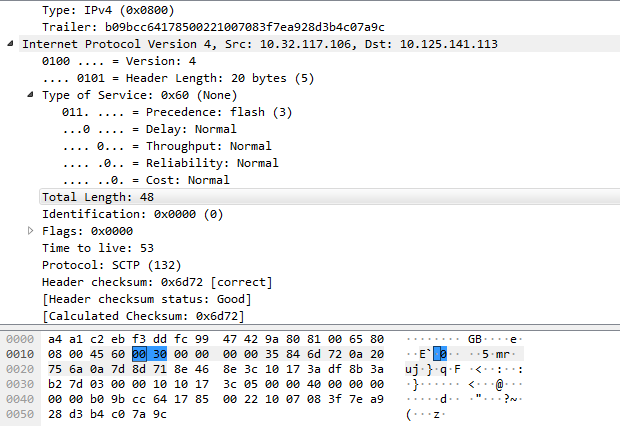 Type: IPv4 (0x0800)
Trailer: b09bcc64178500221007083f7ea928d3b4c07a9c
Internet Protocol Version 4, Src: 10.32.117.106, Dst: 10.125.141.113
0100 .... = Version: 4
.... 0101 = Header Length: 20 bytes (5)
Type of Service: 0x60 (None)
011. .... = Precedence: flash (3)
...0 .... = Delay: Normal
.... 0... = Throughput: Normal
.... .0.. = Reliability: Normal
.... ..0. = Cost: Normal
Total Length: 48
Identification: 0x0000 (0)
Flags: 0x0000
Time to live: 53
Protocol: SCTP (132)
Header checksum: 0x6d72 [correct]
[Header checksum status: Good]
[Calculated Checksum: 0x6d72]
0000 a4 a1 c2 eb f3 dd fc 99 47 42 9a 80 81 00 65 80 ········ GB····e·
0010 08 00 45 60 00 30 00 00 00 00 35 84 6d 72 0a 20 ··E`·0·· ··5·mr·
0020 75 6a 0a 7d 8d 71 8e 46 8e 3c 10 17 3a df 8b 3a uj·}·q·F ·<··:··:
0030 b2 7d 03 00 00 10 10 17 3c 05 00 00 40 00 00 00 ·}······ <···@···
0040 00 00 b0 9b cc 64 17 85 00 22 10 07 08 3f 7e a9 ·····d·· ·"···?~·
0050 28 d3 b4 c0 7a 9c (···z·